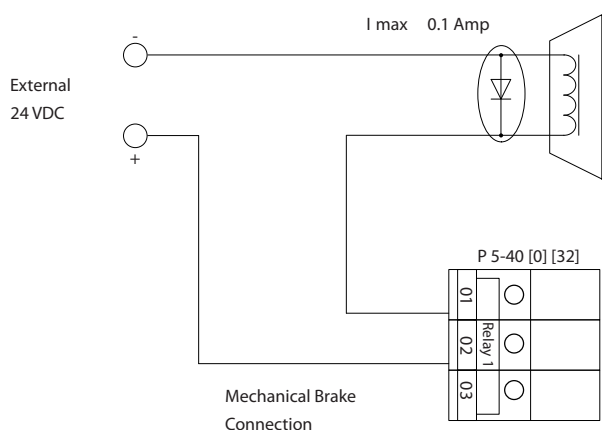 I max 0.1 Amp
-
External
24 VDC
+
P 5-40 [0] [32]
01
02
03
Relay 1
Mechanical Brake
Connection